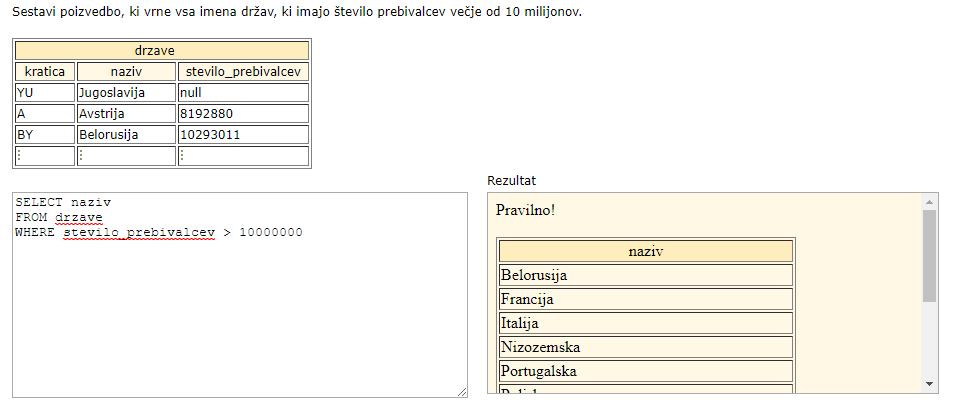 Sestavi poizvedbo, ki vrne vsa imena držav, ki imajo število prebivalcev večje od 10 milijonov.
drzave
kratica naziv stevilo_prebivalcev
YU Jugoslavija null
A Avstrija 8192880
BY Belorusija 10293011
SELECT naziv
FROM drzave
WHERE stevilo_prebivalcev > 10000000
Rezultat
Pravilno!
naziv
Belorusija
Francija
Italija
Nizozemska
Portugalska